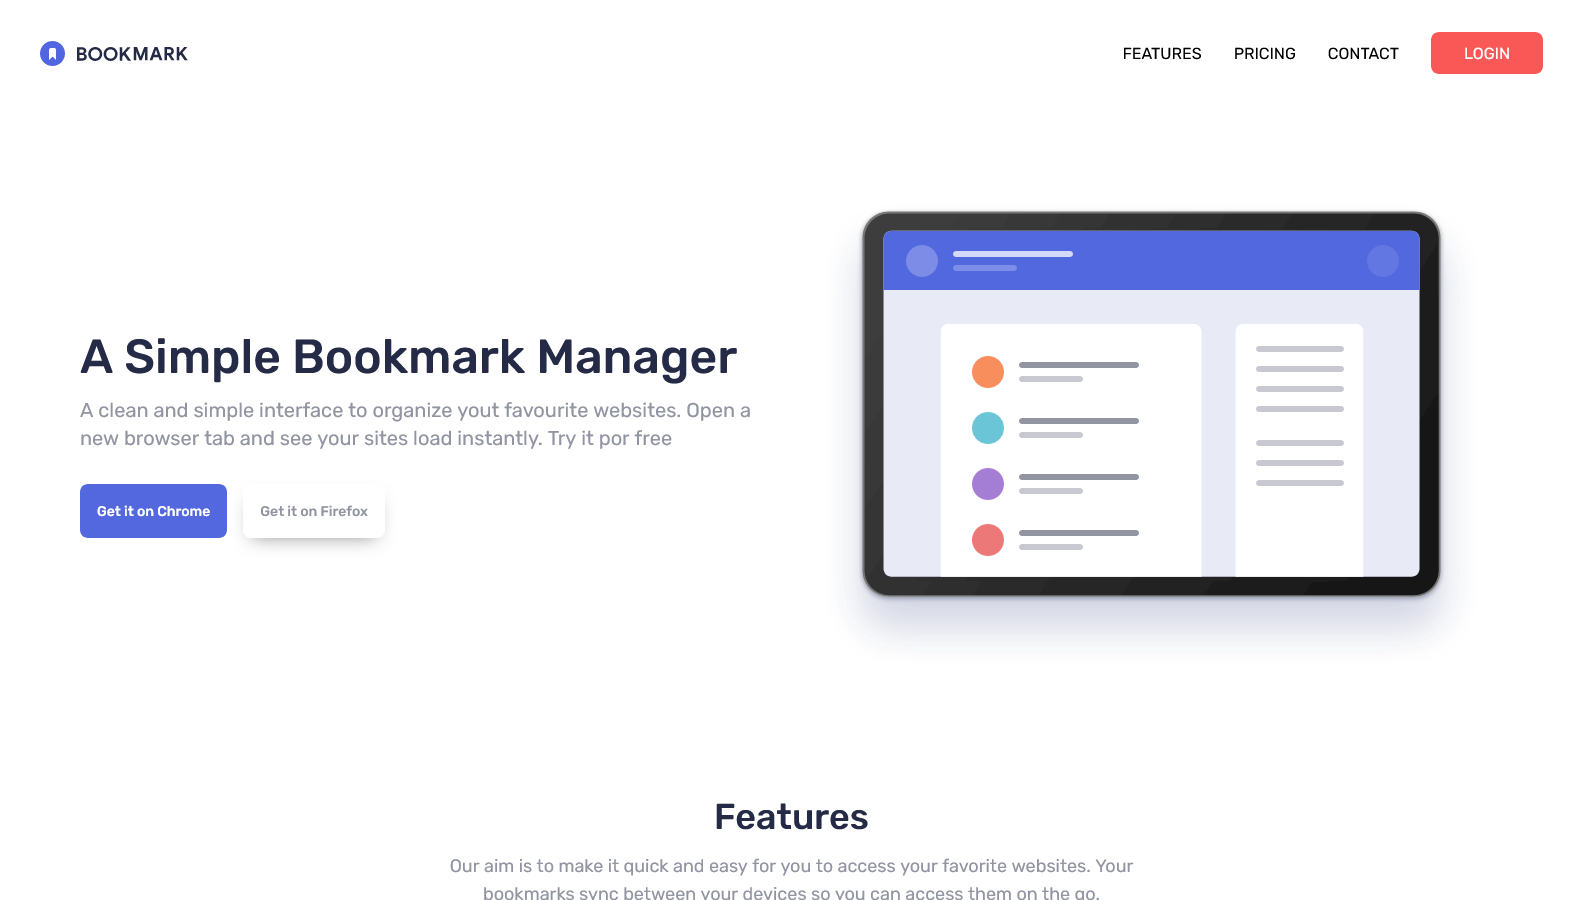 BOOKMARK
FEATURES PRICING CONTACT LOGIN
A Simple Bookmark Manager
A clean and simple interface to organize yout favourite websites. Open a
new browser tab and see your sites load instantly. Try it por free
Get it on Chrome Get it on Firefox
Features
Our aim is to make it quick and easy for you to access your favorite websites. Your
bookmarks sync between your devices so you can access them on the go.